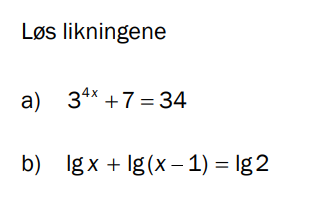 Løs likningene
a) 3^{4x} + 7 = 34
b) lg x + lg(x – 1) = lg 2